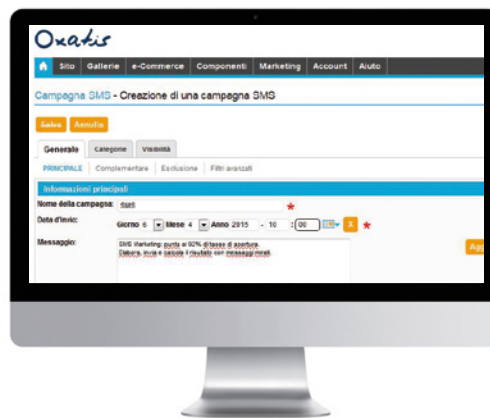 Oxatis
Sito Gallerie e-Commerce Componenti Marketing Account Aiuto
Campagna SMS - Creazione di una campagna SMS
Salva Annulla
Generale Categorie Visibilità
PRINCIPALE Complementare Esclusione Filtri avanzati
Informazioni principali
Nome della campagna: SMS *
Data d'invio: Giorno 6 Mese 4 Anno 2015 - 10 : 00 X *
Messaggio: SMS Marketing: punta al 90% di tasso di apertura.
Elabora, invia e calcola il risultato con messaggi mirati.